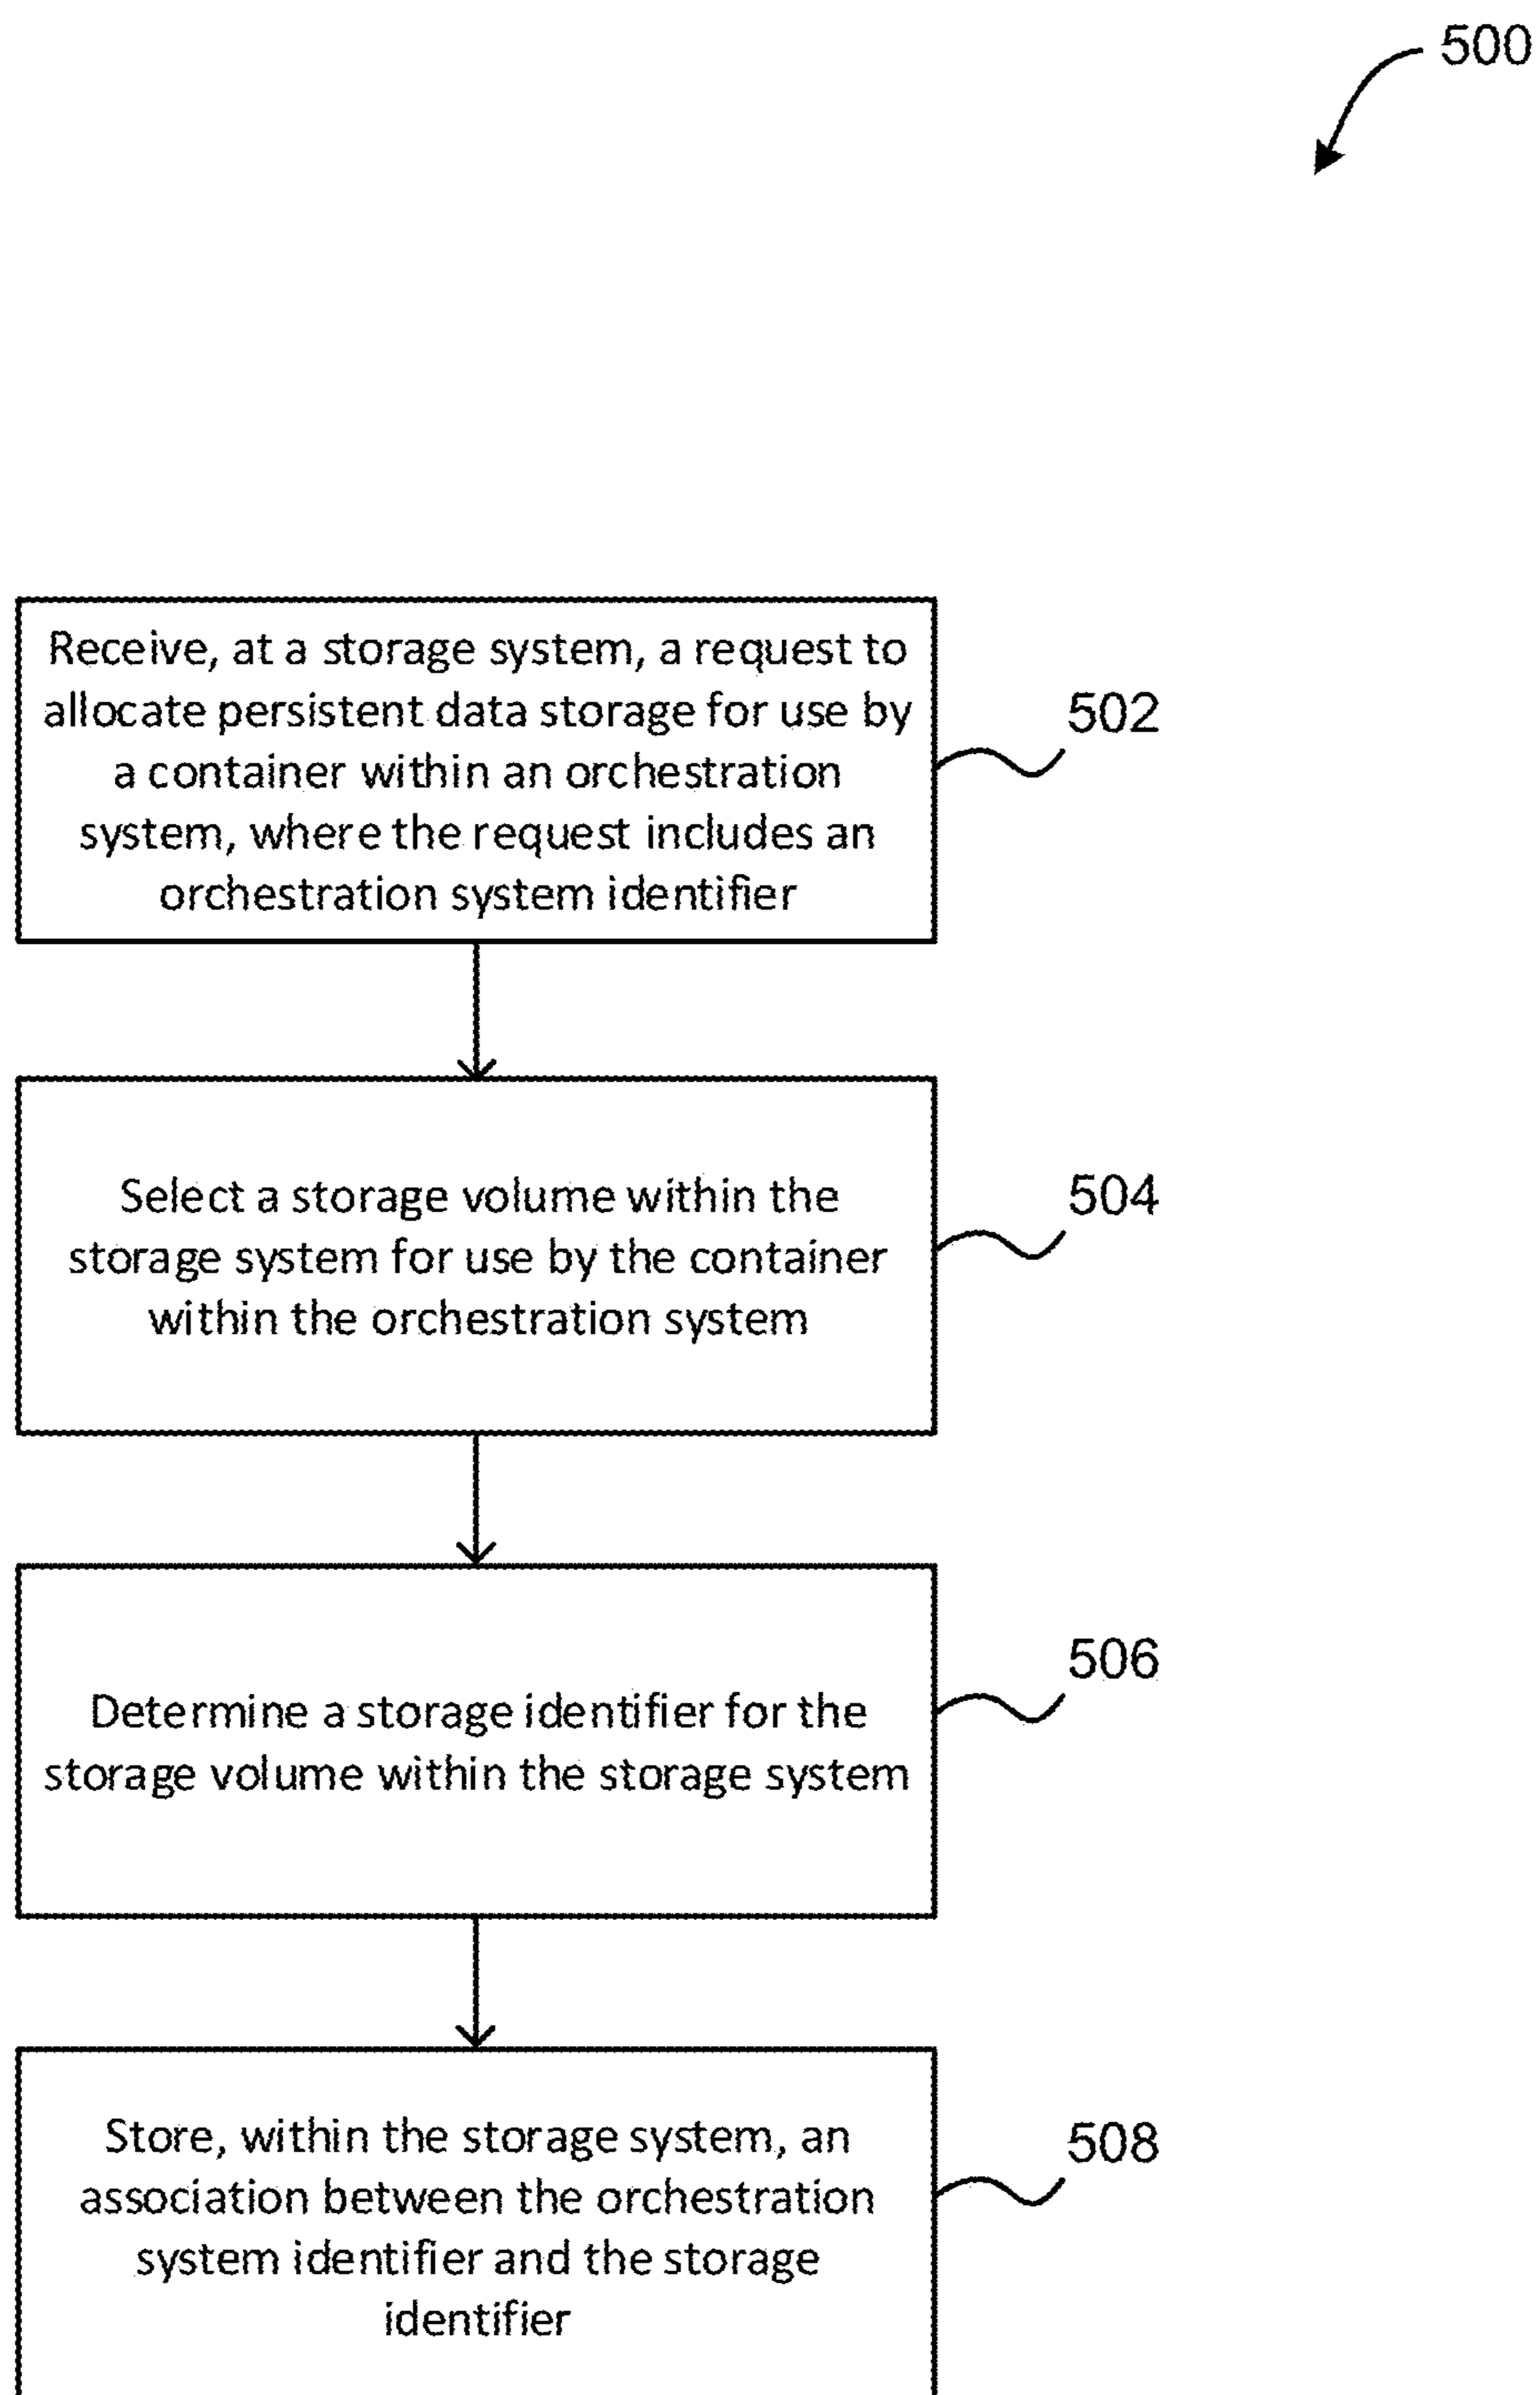 500
Receive, at a storage system, a request to
allocate persistent data storage for use by
a container within an orchestration
system, where the request includes an
orchestration system identifier
502
Select a storage volume within the
storage system for use by the container
within the orchestration system
504
Determine a storage identifier for the
storage volume within the storage system
506
Store, within the storage system, an
association between the orchestration
system identifier and the storage
identifier
508